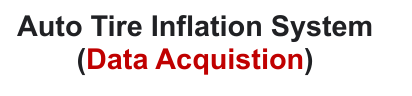 Auto Tire Inflation System
(Data Acquistion)